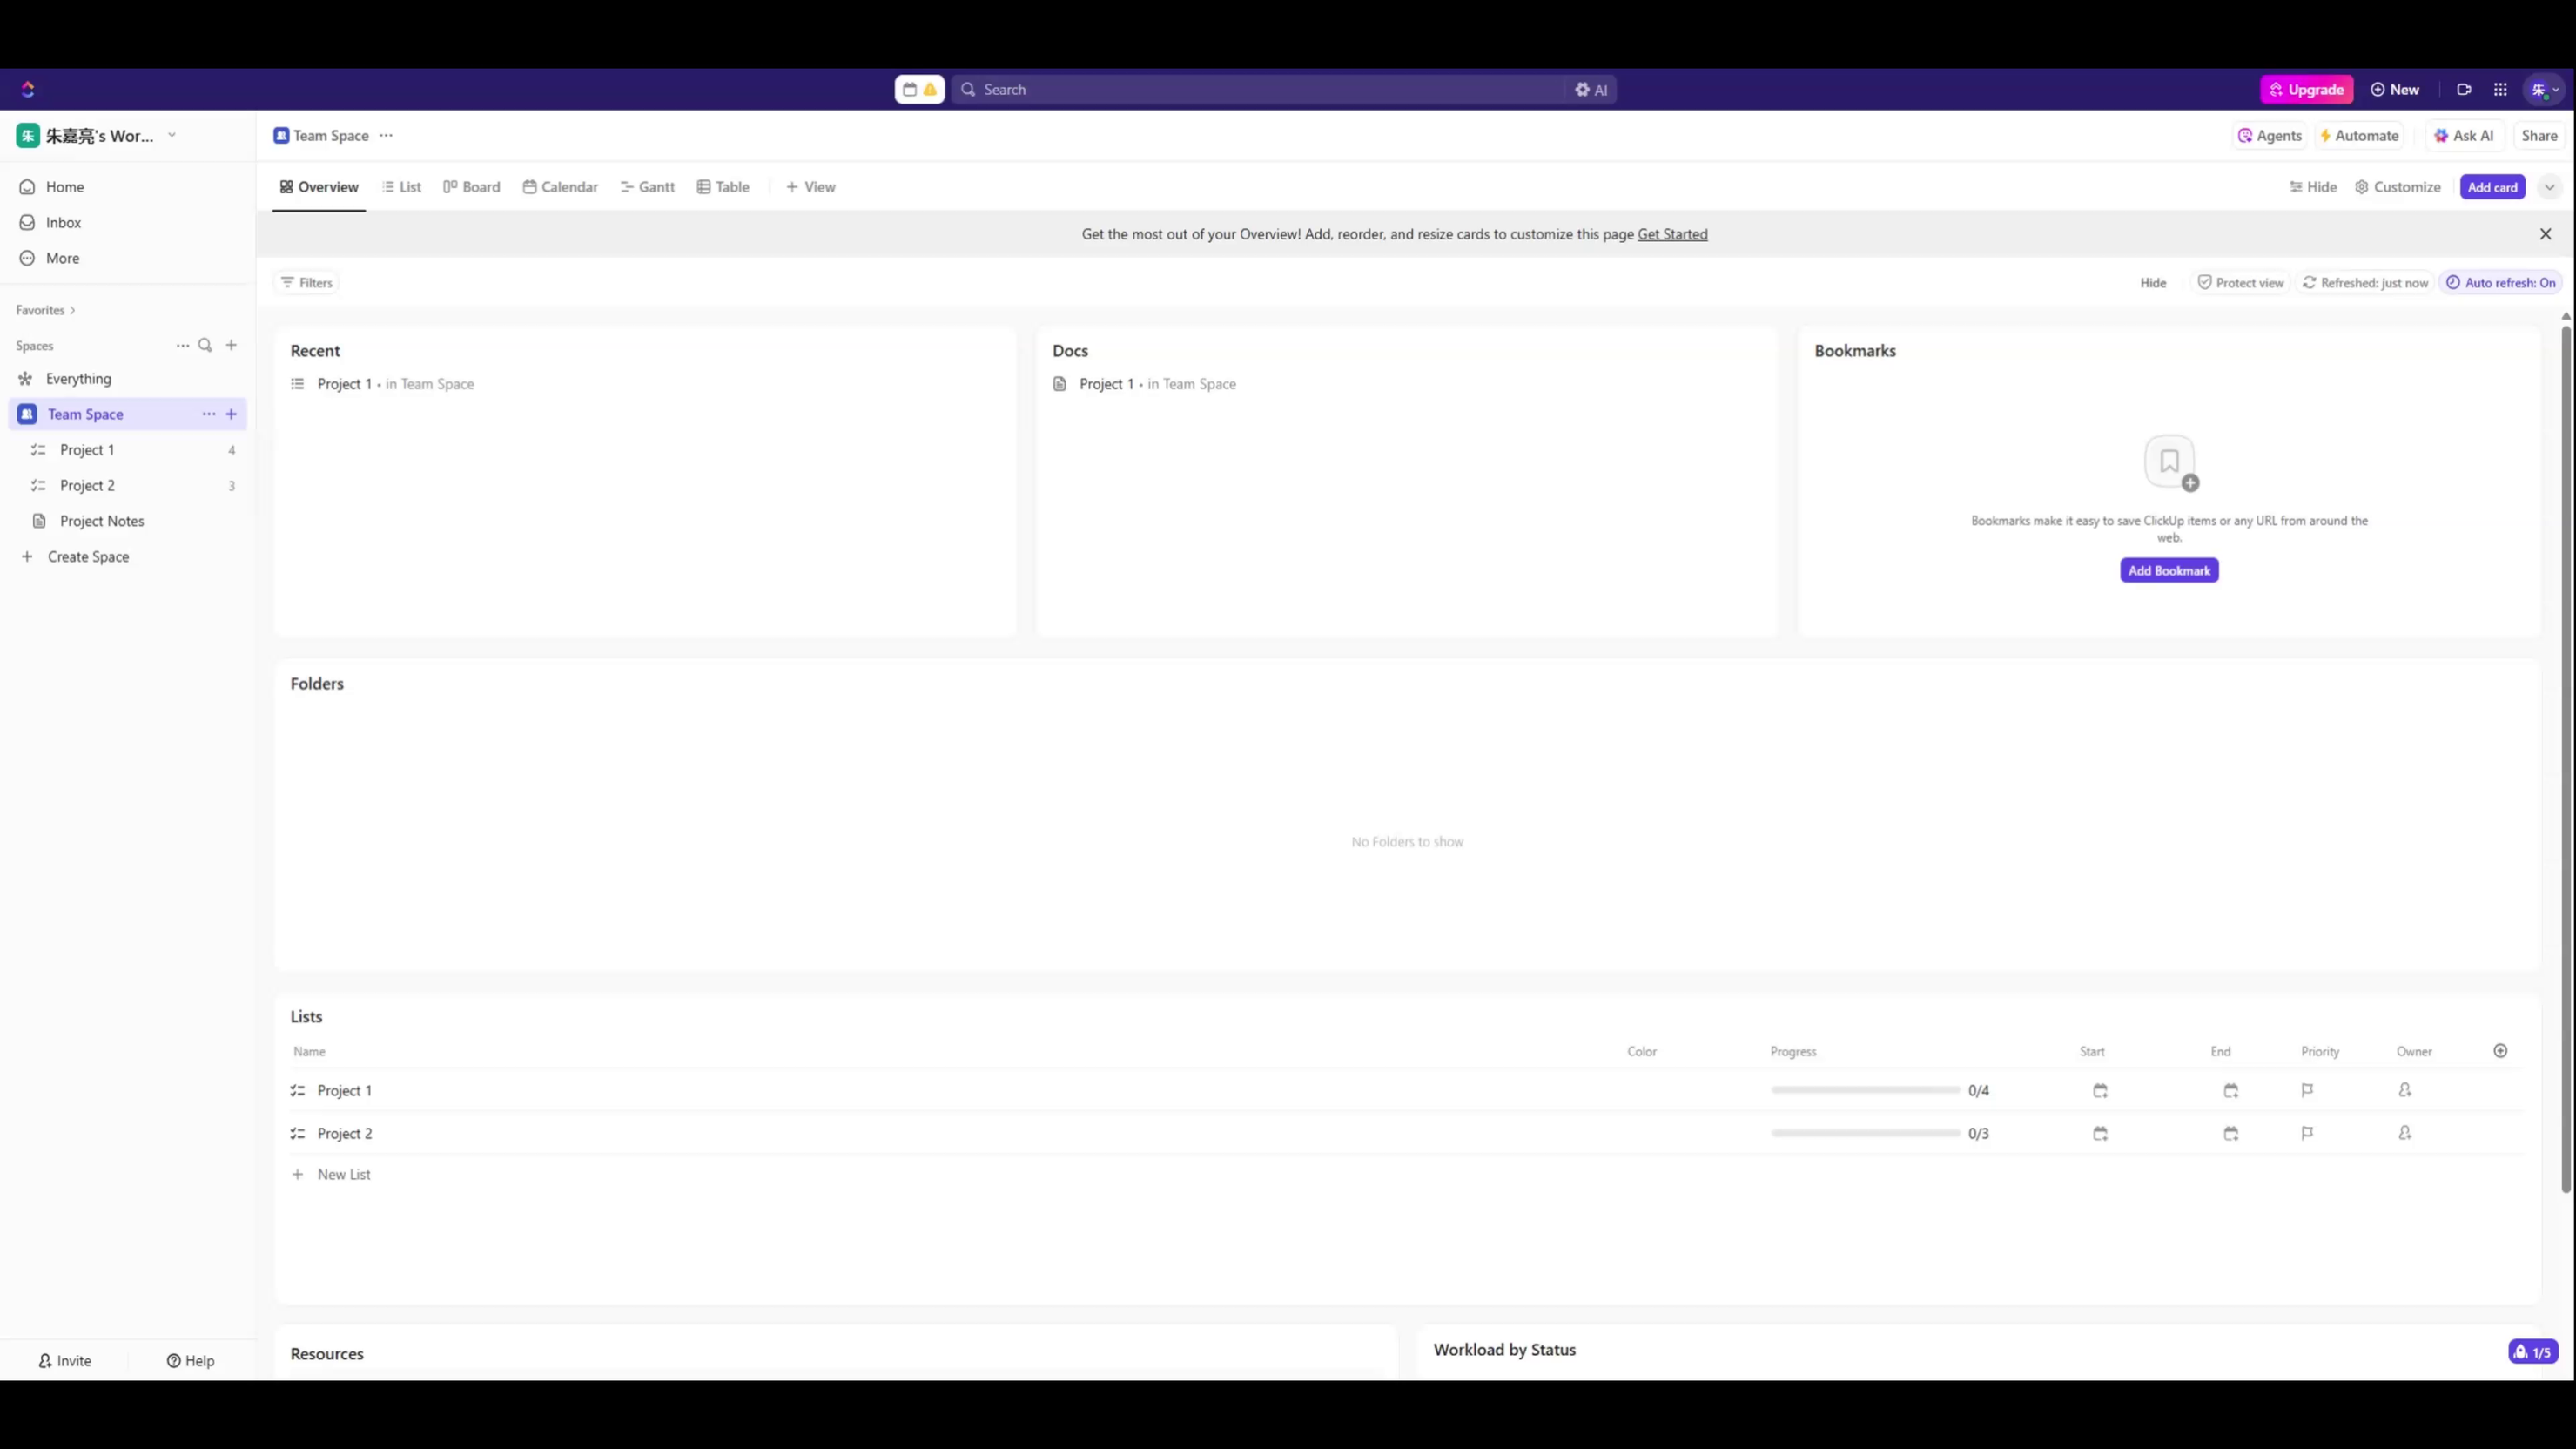 Search
AI
Upgrade
New
朱
朱 朱嘉亮's Wor...
Team Space
Agents
Automate
Ask AI
Share
Home
Inbox
More
Overview
List
Board
Calendar
Gantt
Table
View
Hide
Customize
Add card
Get the most out of your Overview! Add, reorder, and resize cards to customize this page Get Started
Filters
Hide
Protect view
Refreshed: just now
Auto refresh: On
Favorites
Spaces
Everything
Team Space
Project 1 4
Project 2 3
Project Notes
Create Space
Recent
Project 1 • in Team Space
Docs
Project 1 • in Team Space
Bookmarks
Bookmarks make it easy to save ClickUp items or any URL from around the
web.
Add Bookmark
Folders
No Folders to show
Lists
Name Color Progress Start End Priority Owner
Project 1 0/4
Project 2 0/3
New List
Resources
Workload by Status
Invite
Help
1/5